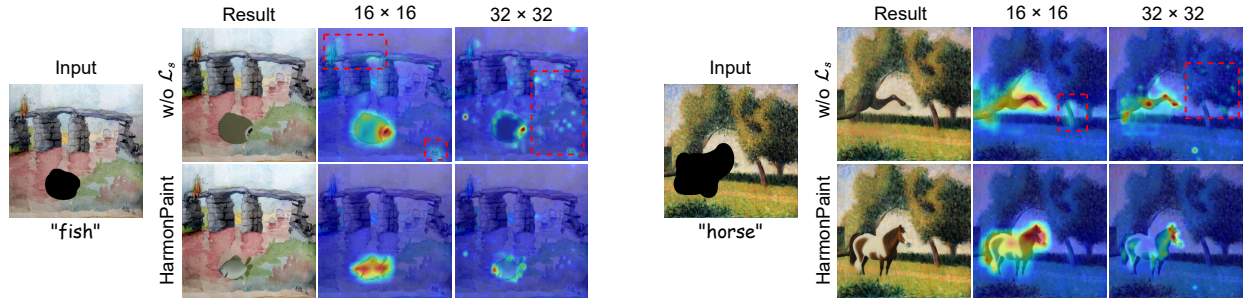 Result 16 × 16 32 × 32
Input
w/o ℒₛ
HarmonPaint
"fish"
Result 16 × 16 32 × 32
Input
w/o ℒₛ
HarmonPaint
"horse"